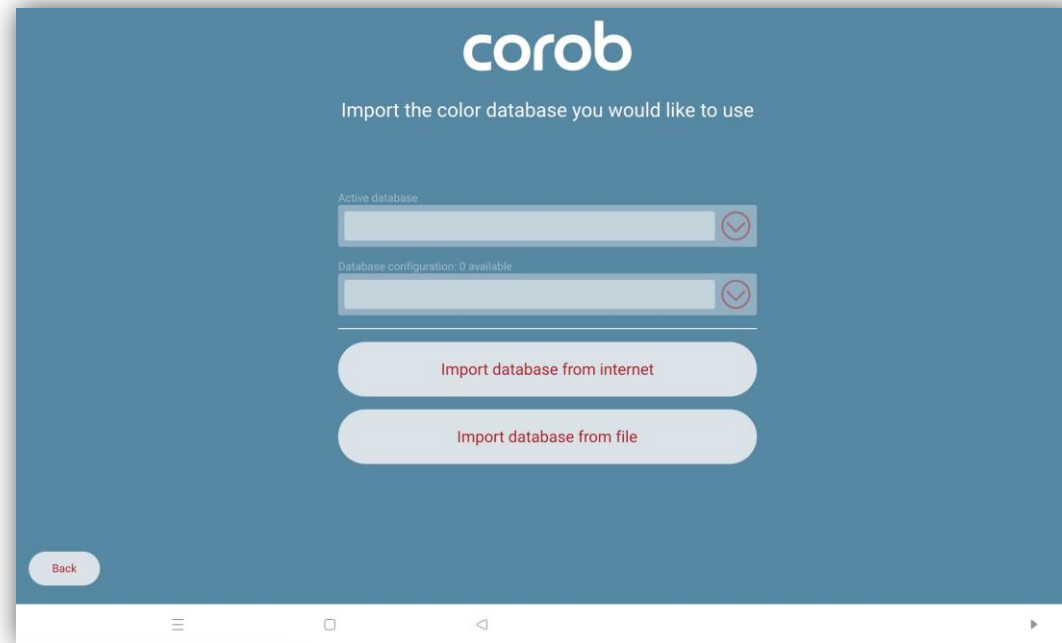 corob
Import the color database you would like to use
Active database
Database configuration: 0 available
Import database from internet
Import database from file
Back